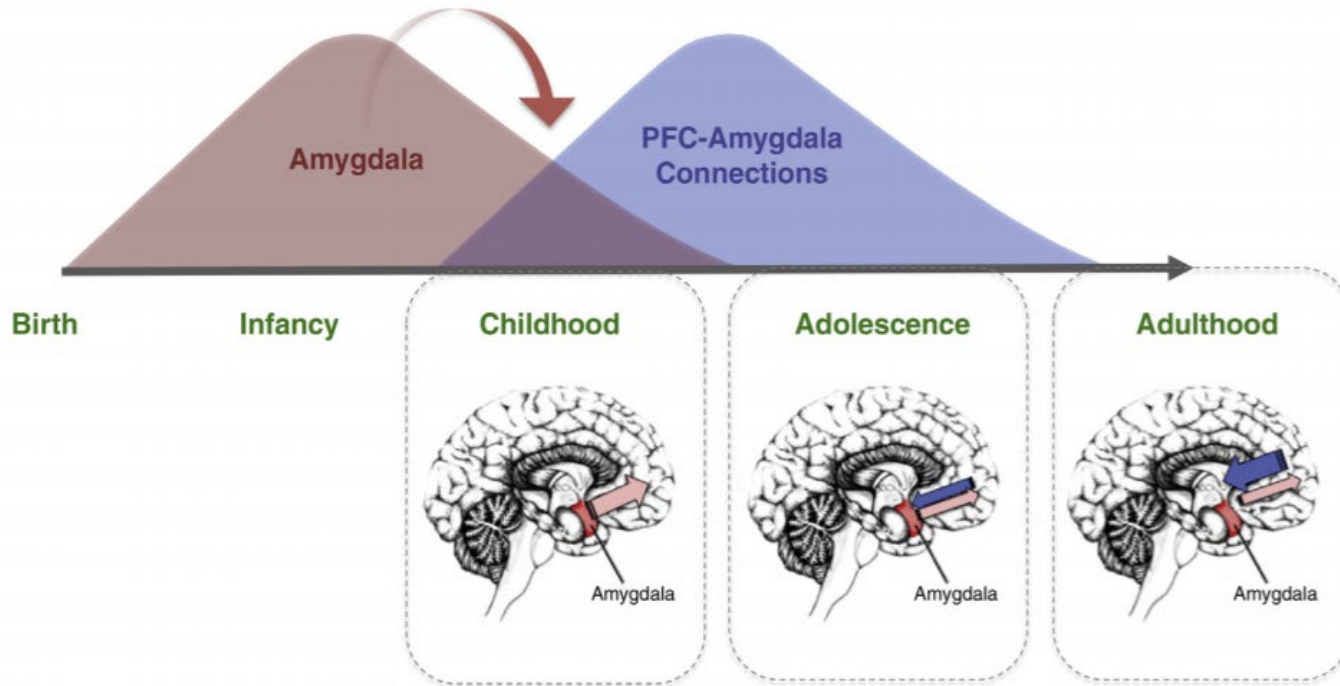 Amygdala
PFC-Amygdala
Connections
Birth
Infancy
Childhood
Adolescence
Adulthood
Amygdala
Amygdala
Amygdala